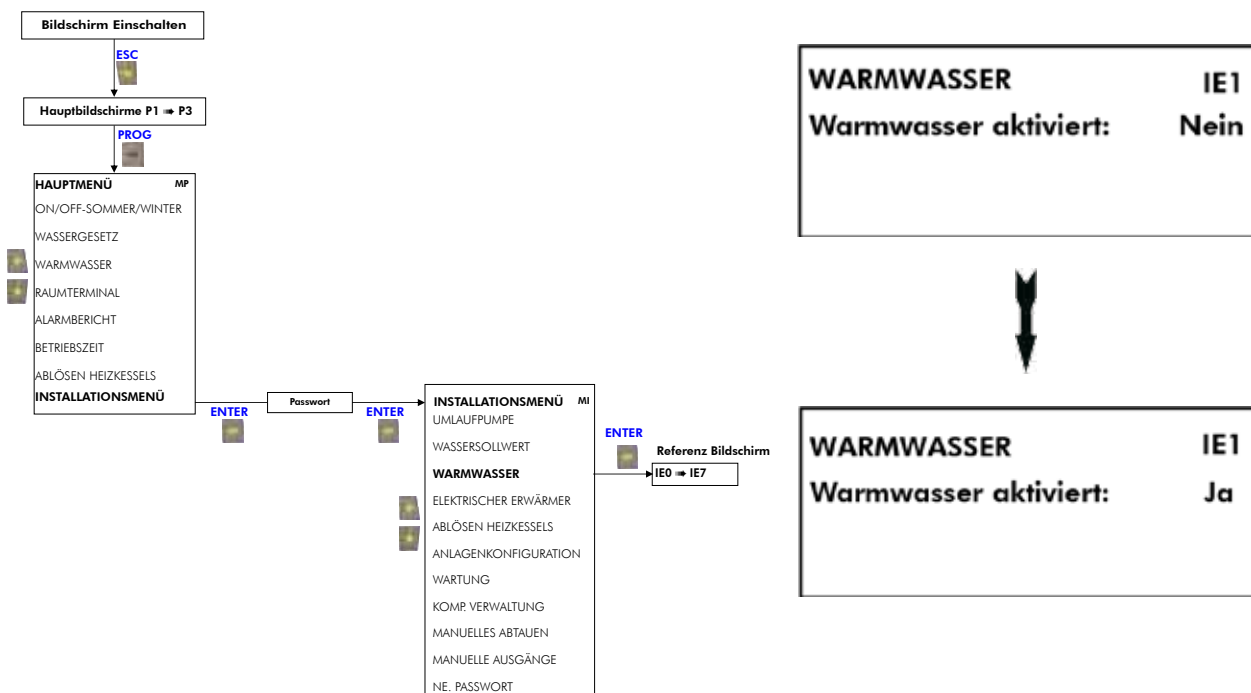 Bildschirm Einschalten
ESC
Hauptbildschirme P1 ➠ P3
PROG
HAUPTMENÜ MP
ON/OFF-SOMMER/WINTER
WASSERGESETZ
WARMWASSER
RAUMTERMINAL
ALARMBERICHT
BETRIEBSZEIT
ABLÖSEN HEIZKESSELS
INSTALLATIONSMENÜ
ENTER
Passwort
ENTER
INSTALLATIONSMENÜ MI
UMLAUFPUMPE
WASSERSOLLWERT
WARMWASSER
ELEKTRISCHER ERWÄRMER
ABLÖSEN HEIZKESSELS
ANLAGENKONFIGURATION
WARTUNG
KOMP. VERWALTUNG
MANUELLES ABTAUEN
MANUELLE AUSGÄNGE
NE. PASSWORT
ENTER
Referenz Bildschirm
IE0 ➠ IE7
WARMWASSER IE1
Warmwasser aktiviert: Nein
WARMWASSER IE1
Warmwasser aktiviert: Ja